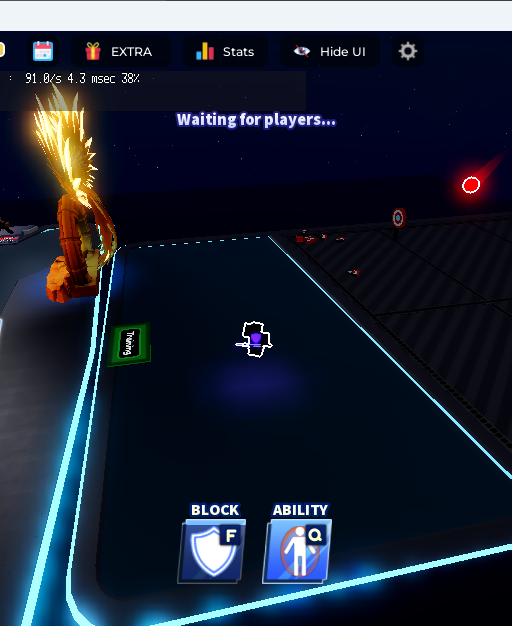 EXTRA
Stats
Hide UI
: 91.0/s 4.3 msec 38%
Waiting for players...
Training
BLOCK
ABILITY
F
Q